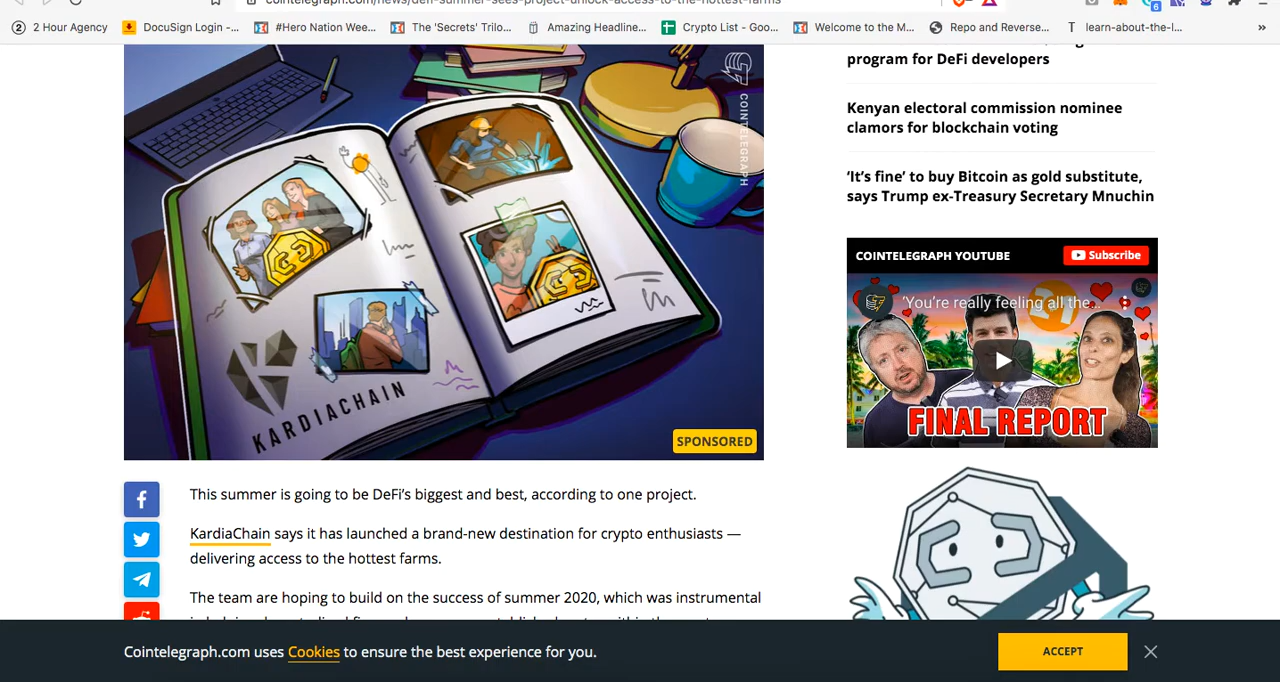 cointelegraph.com/news/defi-summer-sees-project-unlock-access-to-the-hottest-farms
6
2 2 Hour Agency
DocuSign Login -...
#Hero Nation Wee...
The 'Secrets' Trilo...
Amazing Headline...
Crypto List - Goo...
Welcome to the M...
Repo and Reverse...
T learn-about-the-l...
»
COINTELEGRAPH
KARDIACHAIN
SPONSORED
program for DeFi developers
Kenyan electoral commission nominee
clamors for blockchain voting
‘It’s fine’ to buy Bitcoin as gold substitute,
says Trump ex-Treasury Secretary Mnuchin
COINTELEGRAPH YOUTUBE
Subscribe
‘You’re really feeling all the...
FINAL REPORT
This summer is going to be DeFi’s biggest and best, according to one project.
KardiaChain says it has launched a brand-new destination for crypto enthusiasts —
delivering access to the hottest farms.
The team are hoping to build on the success of summer 2020, which was instrumental
Cointelegraph.com uses Cookies to ensure the best experience for you.
ACCEPT